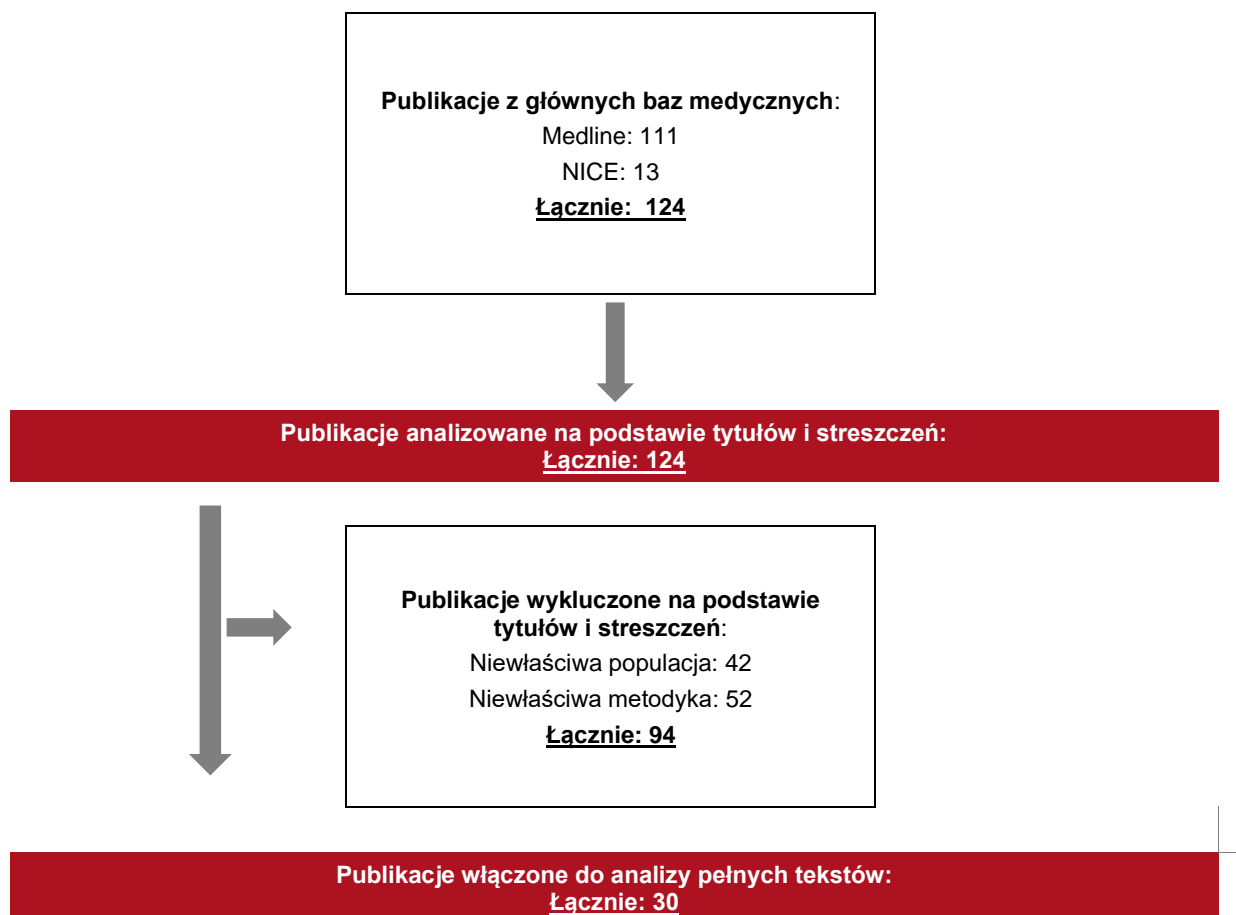 Publikacje z głównych baz medycznych:
Medline: 111
NICE: 13
Łącznie: 124
Publikacje analizowane na podstawie tytułów i streszczeń:
Łącznie: 124
Publikacje wykluczone na podstawie
tytułów i streszczeń:
Niewłaściwa populacja: 42
Niewłaściwa metodyka: 52
Łącznie: 94
Publikacje włączone do analizy pełnych tekstów:
Łącznie: 30